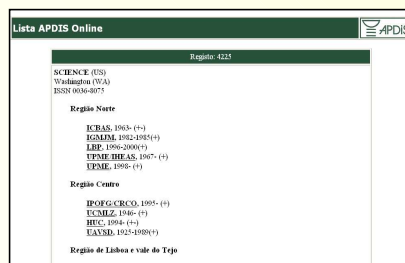 Lista APDIS Online
APDIS
Registo: 4225
SCIENCE (US)
Washington (WA)
ISSN 0036-8075
Região Norte
ICBAS, 1963- (+-)
IGMJM, 1982-1985(+)
LBP, 1996-2000(+)
UPME/IHEAS, 1967- (+)
UPME, 1998- (+)
Região Centro
IPOFG/CRCO, 1995- (+)
UCMLZ, 1946- (+)
HUC, 1994- (+-)
UAVSD, 1925-1989(+)
Região de Lisboa e vale do Tejo